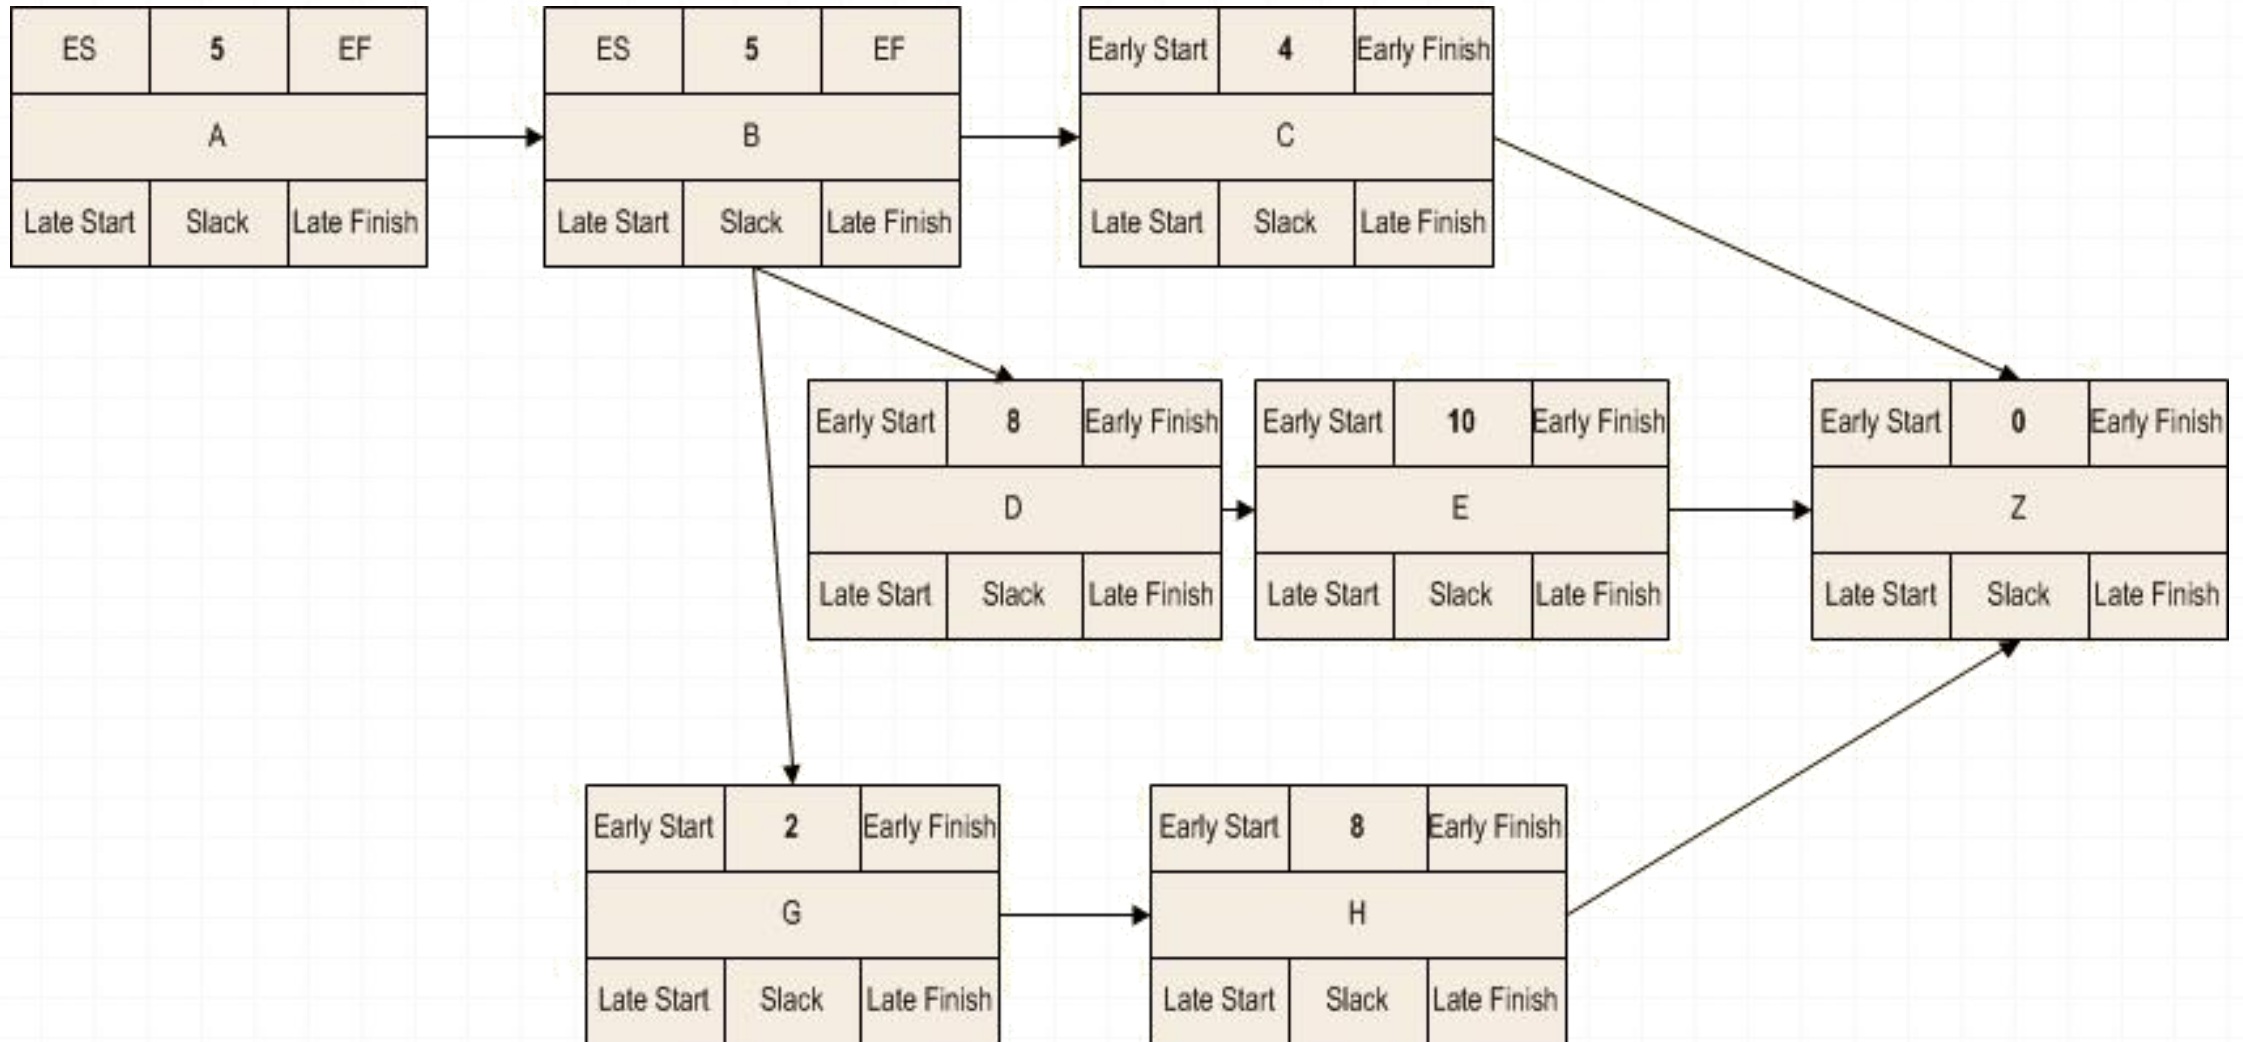 ES 5 EF
A
Late Start Slack Late Finish
ES 5 EF
B
Late Start Slack Late Finish
Early Start 4 Early Finish
C
Late Start Slack Late Finish
Early Start 8 Early Finish
D
Late Start Slack Late Finish
Early Start 10 Early Finish
E
Late Start Slack Late Finish
Early Start 0 Early Finish
Z
Late Start Slack Late Finish
Early Start 2 Early Finish
G
Late Start Slack Late Finish
Early Start 8 Early Finish
H
Late Start Slack Late Finish